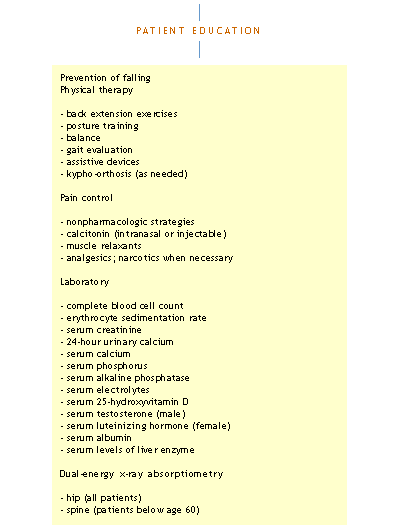 PATIENT EDUCATION
Prevention of falling
Physical therapy
- back extension exercises
- posture training
- balance
- gait evaluation
- assistive devices
- kypho-orthosis (as needed)
Pain control
- nonpharmacologic strategies
- calcitonin (intranasal or injectable)
- muscle relaxants
- analgesics; narcotics when necessary
Laboratory
- complete blood cell count
- erythrocyte sedimentation rate
- serum creatinine
- 24-hour urinary calcium
- serum calcium
- serum phosphorus
- serum alkaline phosphatase
- serum electrolytes
- serum 25-hydroxyvitamin D
- serum testosterone (male)
- serum luteinizing hormone (female)
- serum albumin
- serum levels of liver enzyme
Dual-energy x-ray absorptiometry
- hip (all patients)
- spine (patients below age 60)